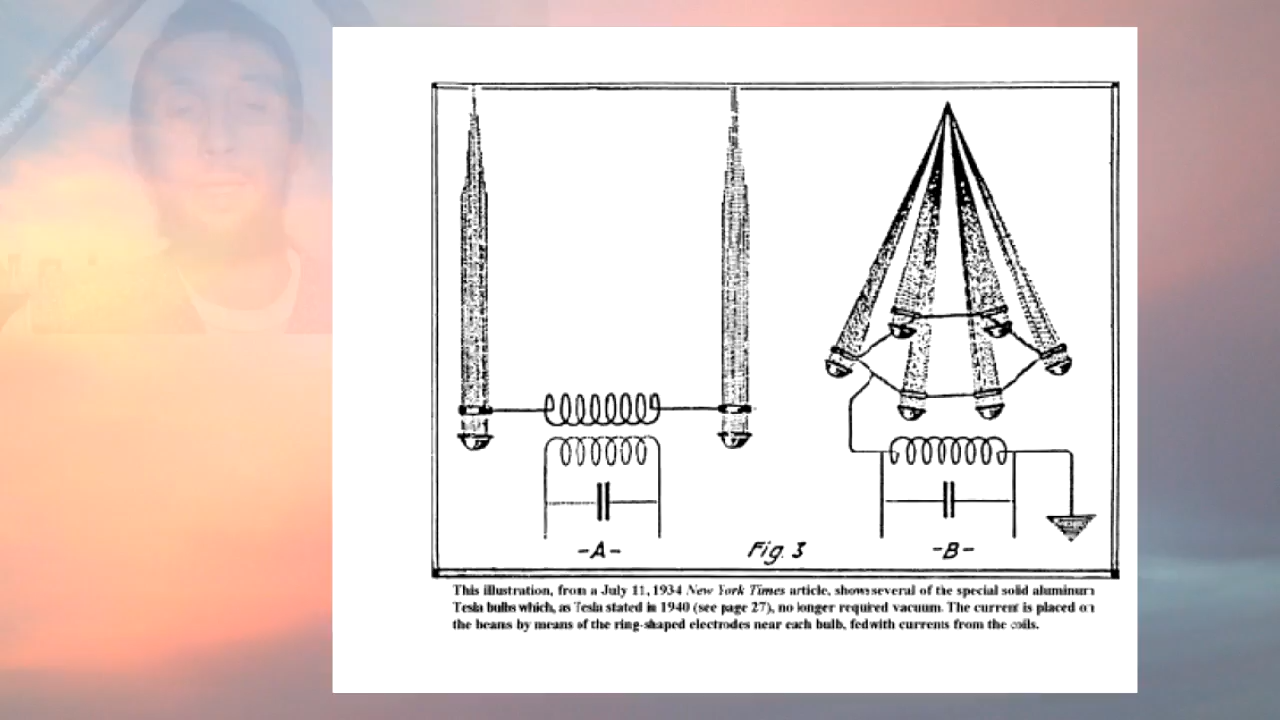 -A-
Fig. 3
-B-
This illustration, from a July 11, 1934 New York Times article, shows several of the special solid aluminum
Tesla bulbs which, as Tesla stated in 1940 (see page 27), no longer required vacuum. The current is placed on
the beams by means of the ring-shaped electrodes near each bulb, fed with currents from the coils.